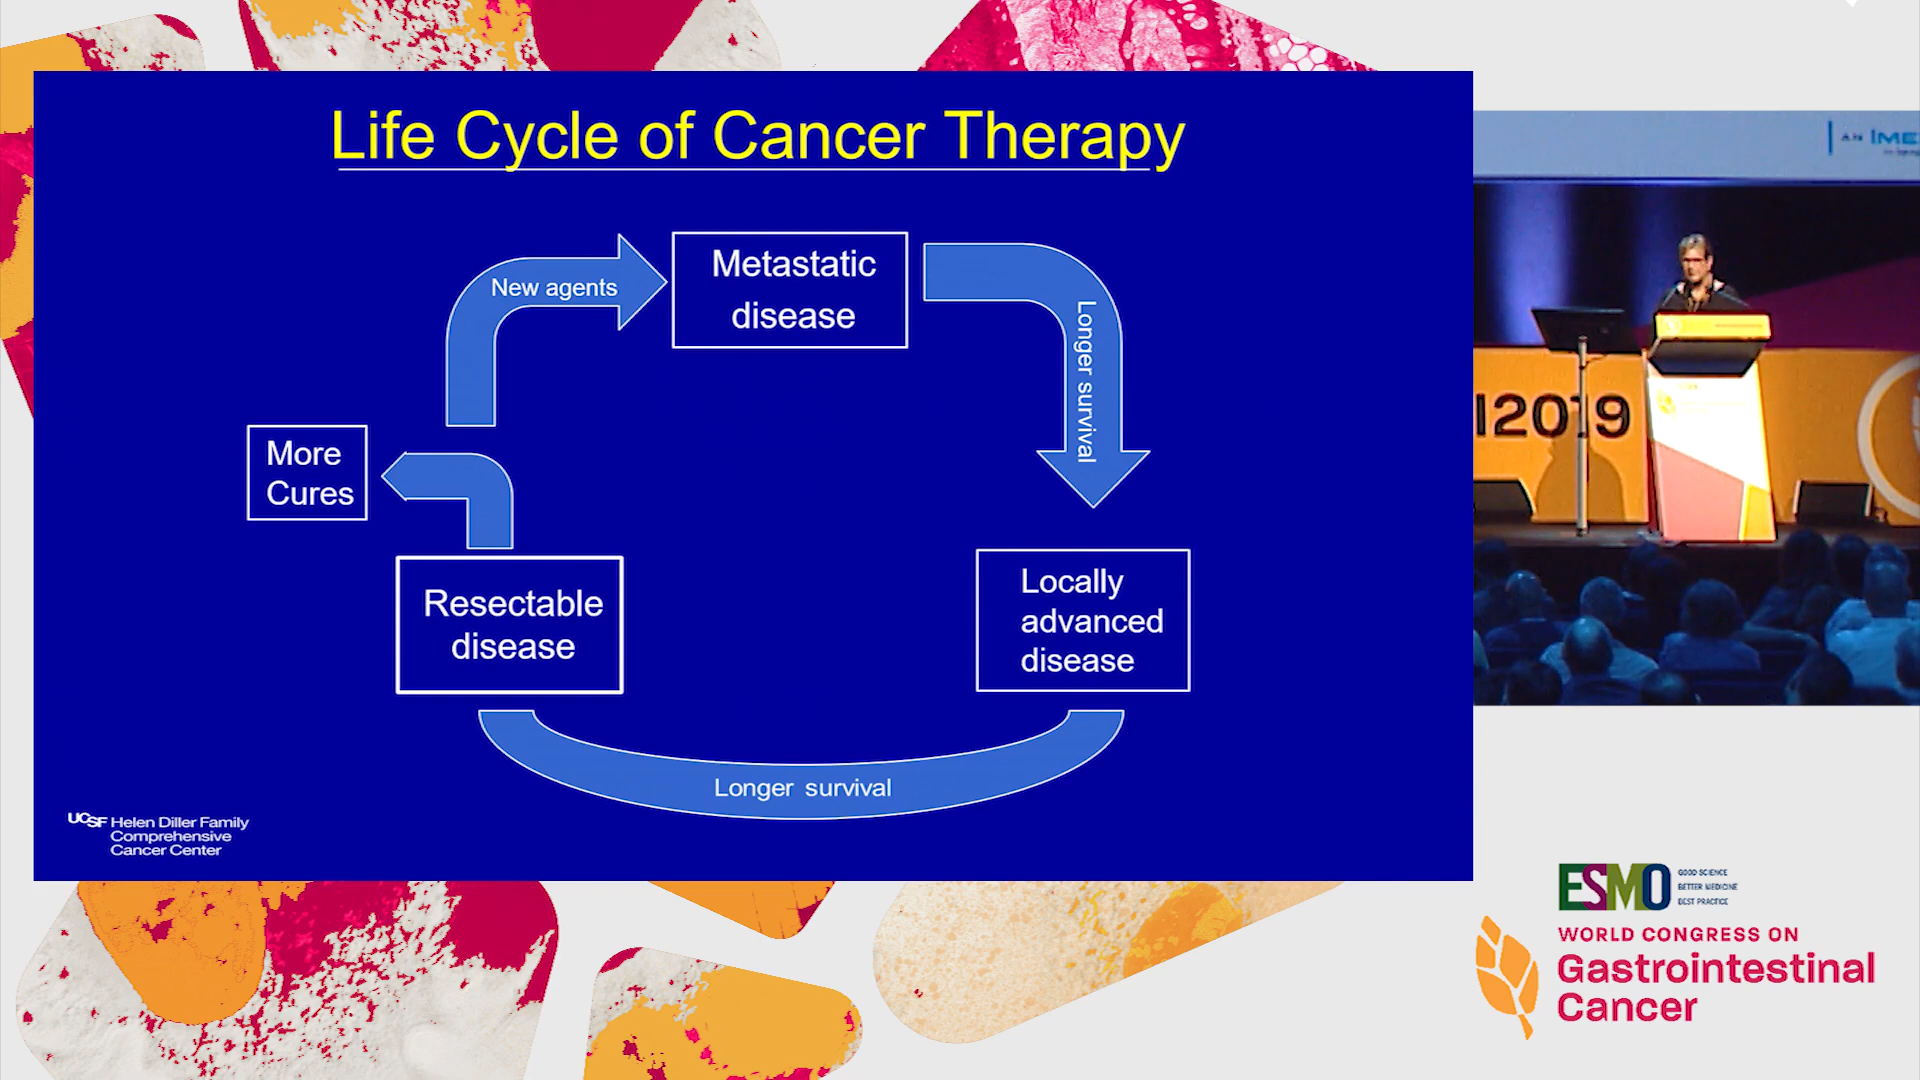 Life Cycle of Cancer Therapy
New agents
Metastatic
disease
Longer survival
More
Cures
Resectable
disease
Locally
advanced
disease
Longer survival
UCSF Helen Diller Family
Comprehensive
Cancer Center
AN IME
2019
ESMO
GOOD SCIENCE
BETTER MEDICINE
BEST PRACTICE
WORLD CONGRESS ON
Gastrointestinal
Cancer